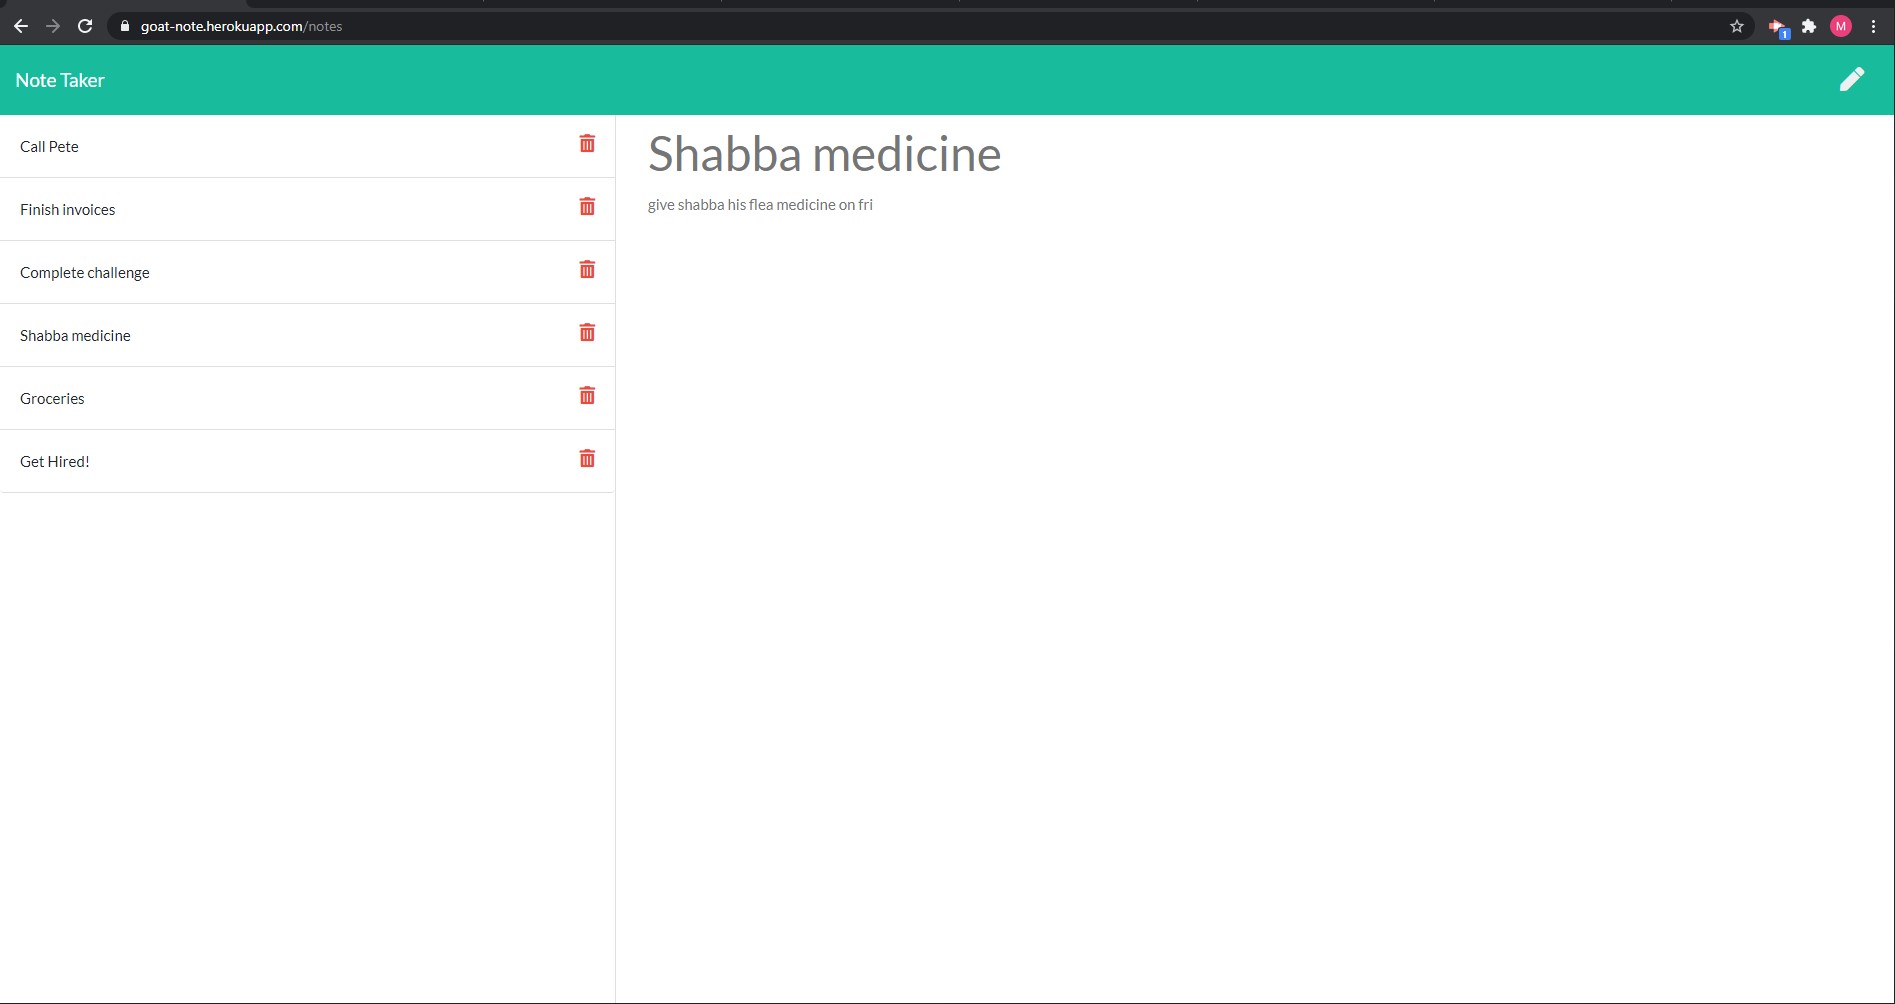 goat-note.herokuapp.com/notes
1
M
Note Taker
Call Pete
Finish invoices
Complete challenge
Shabba medicine
Groceries
Get Hired!
Shabba medicine
give shabba his flea medicine on fri